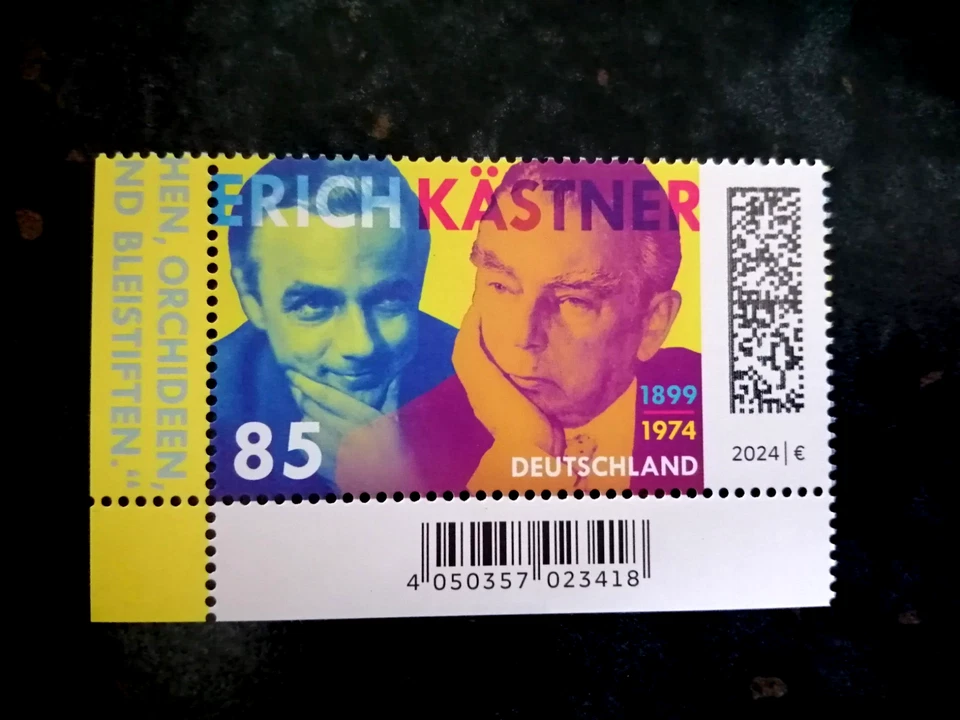 HEN, ORCHIDEEN,
ND BLEISTIFTEN."
ERICH KÄSTNER
85
1899
1974
DEUTSCHLAND
2024 | €
4 050357 023418